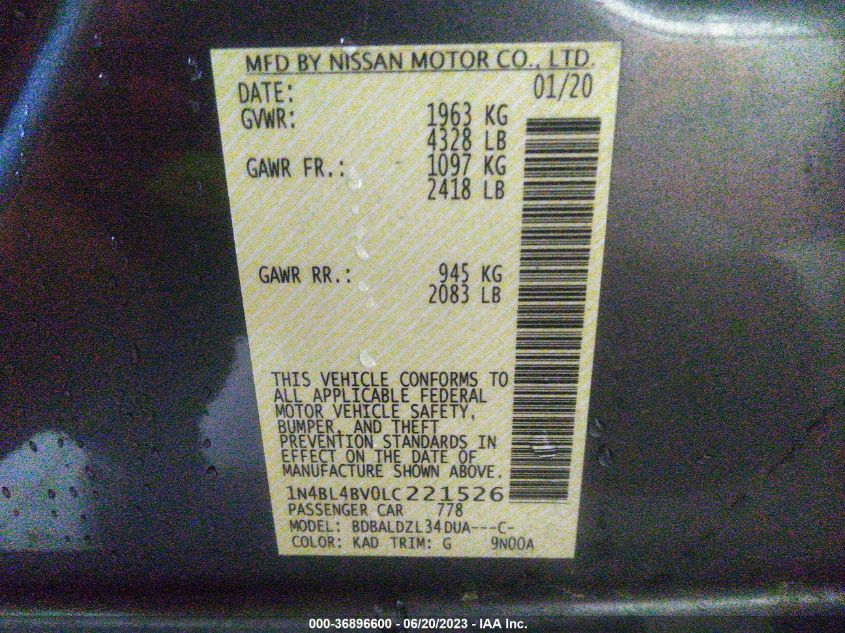 MFD BY NISSAN MOTOR CO., LTD.
DATE: 01/20
GVWR: 1963 KG
4328 LB
GAWR FR.: 1097 KG
2418 LB
GAWR RR.: 945 KG
2083 LB
THIS VEHICLE CONFORMS TO
ALL APPLICABLE FEDERAL
MOTOR VEHICLE SAFETY,
BUMPER, AND THEFT
PREVENTION STANDARDS IN
EFFECT ON THE DATE OF
MANUFACTURE SHOWN ABOVE.
1N4BL4BV0LC221526
PASSENGER CAR 778
MODEL: BDBALDZL34DUA---C-
COLOR: KAD TRIM: G 9N00A
000-36896600 - 06/20/2023 - IAA Inc.